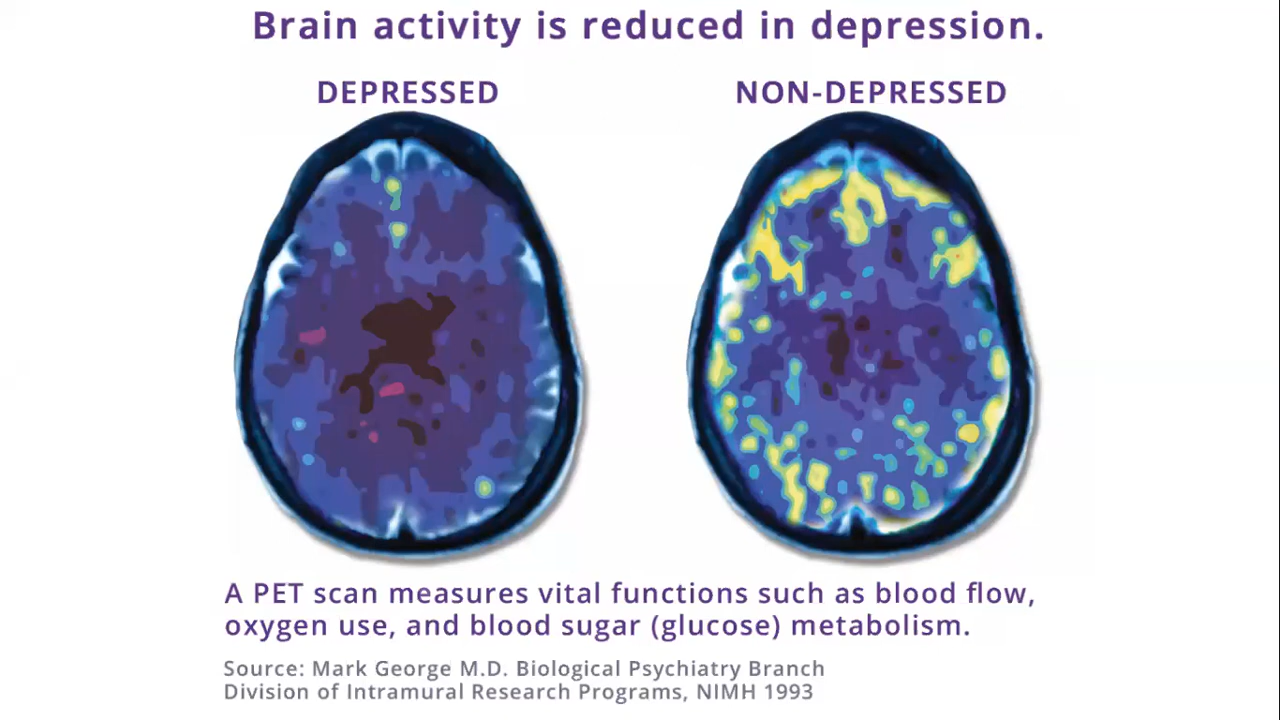 Brain activity is reduced in depression.
DEPRESSED
NON-DEPRESSED
A PET scan measures vital functions such as blood flow,
oxygen use, and blood sugar (glucose) metabolism.
Source: Mark George M.D. Biological Psychiatry Branch
Division of Intramural Research Programs, NIMH 1993